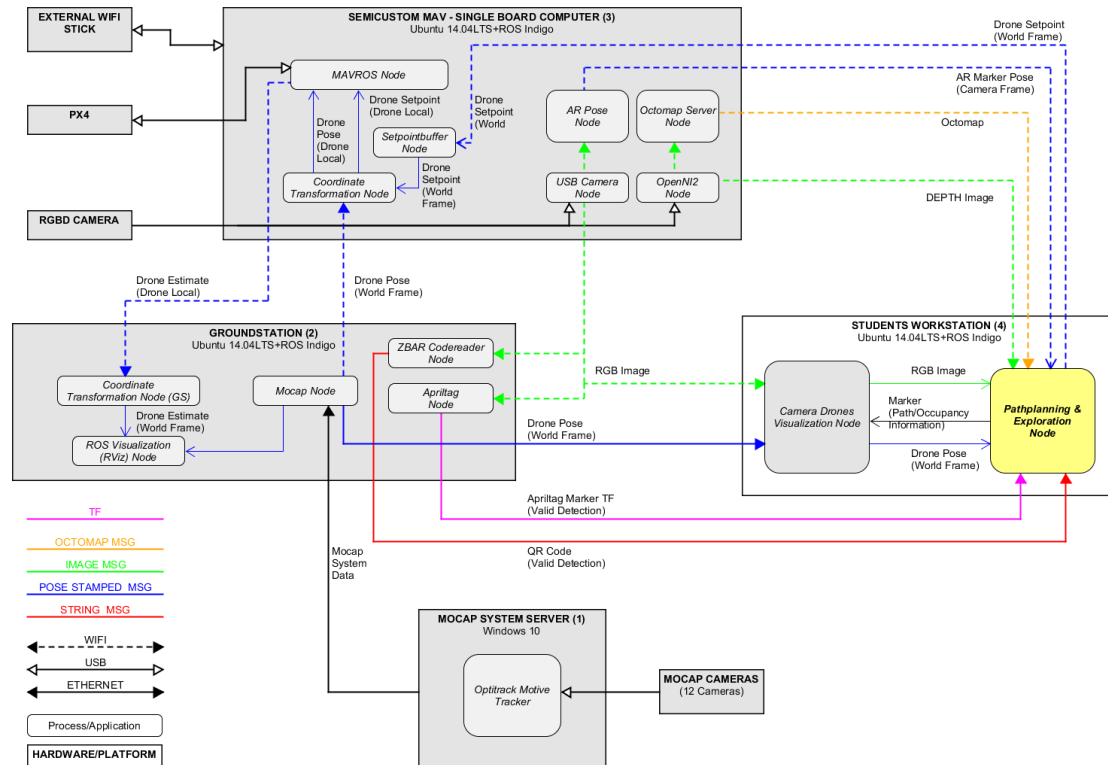 EXTERNAL WIFI
STICK
PX4
RGBD CAMERA
SEMICUSTOM MAV - SINGLE BOARD COMPUTER (3)
Ubuntu 14.04LTS+ROS Indigo
MAVROS Node
Drone Setpoint
(Drone Local)
Drone
Pose
(Drone
Local)
Setpointbuffer
Node
Drone
Setpoint
(World
Frame)
Coordinate
Transformation Node
Drone
Setpoint
(World
AR Pose
Node
Octomap Server
Node
USB Camera
Node
OpenNI2
Node
Drone Setpoint
(World Frame)
AR Marker Pose
(Camera Frame)
Octomap
DEPTH Image
Drone Estimate
(Drone Local)
Drone Pose
(World Frame)
GROUNDSTATION (2)
Ubuntu 14.04LTS+ROS Indigo
Coordinate
Transformation Node (GS)
Drone Estimate
(World Frame)
ROS Visualization
(RViz) Node
Mocap Node
ZBAR Codereader
Node
Apriltag
Node
RGB Image
Drone Pose
(World Frame)
STUDENTS WORKSTATION (4)
Ubuntu 14.04LTS+ROS Indigo
Camera Drones
Visualization Node
RGB Image
Marker
(Path/Occupancy
Information)
Drone Pose
(World Frame)
Pathplanning &
Exploration
Node
Apriltag Marker TF
(Valid Detection)
QR Code
(Valid Detection)
Mocap
System
Data
TF
OCTOMAP MSG
IMAGE MSG
POSE STAMPED MSG
STRING MSG
WIFI
USB
ETHERNET
Process/Application
HARDWARE/PLATFORM
MOCAP SYSTEM SERVER (1)
Windows 10
Optitrack Motive
Tracker
MOCAP CAMERAS
(12 Cameras)